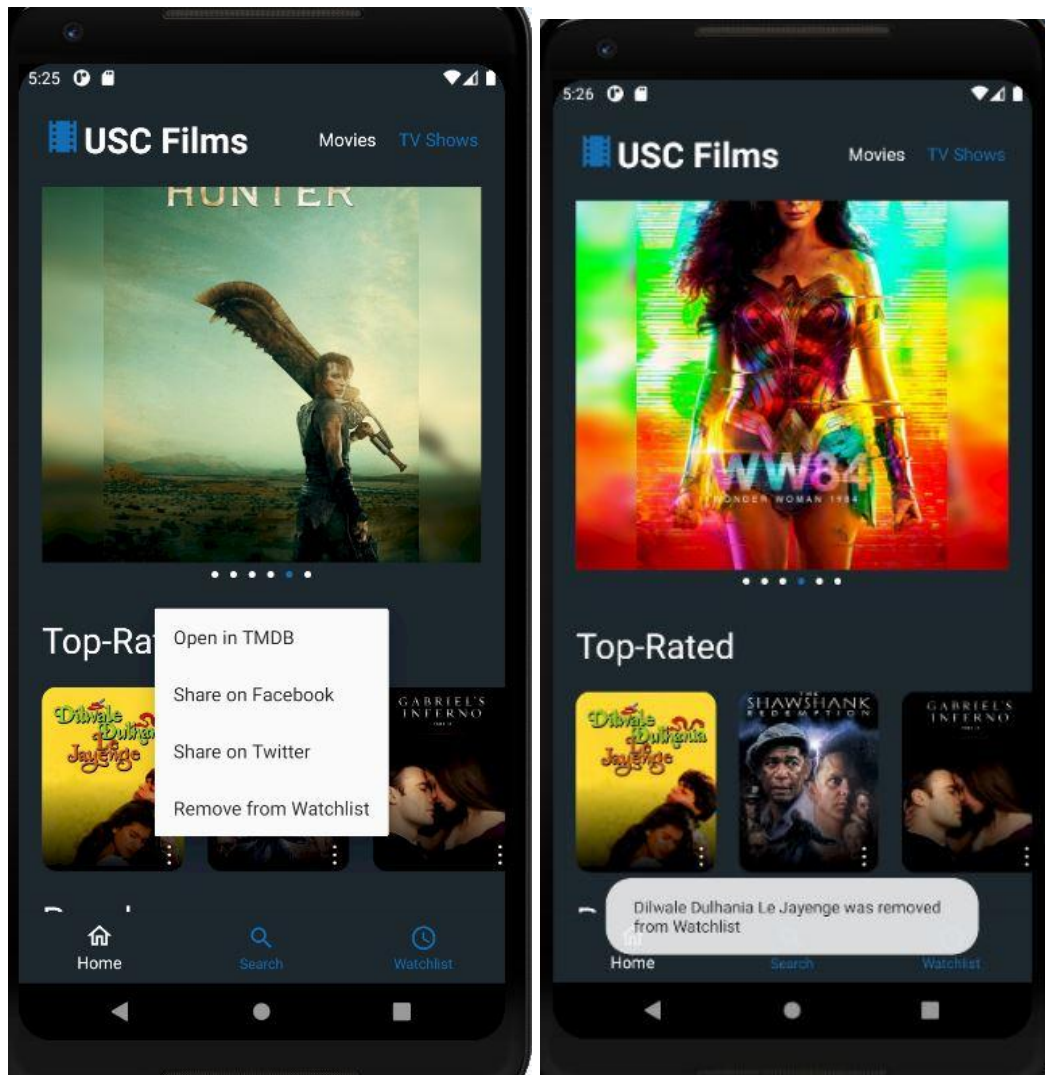 5:25
USC Films
Movies
TV Shows
HUNTER
Top-Ra
Open in TMDB
Share on Facebook
Share on Twitter
Remove from Watchlist
Dilwale
Dulhania
Le
Jayenge
GABRIEL'S
INFERNO
Home
Search
Watchlist
5:26
USC Films
Movies
TV Shows
WW84
WONDER WOMAN 1984
Top-Rated
Dilwale
Dulhania
Le
Jayenge
THE
SHAWSHANK
REDEMPTION
GABRIEL'S
INFERNO
Dilwale Dulhania Le Jayenge was removed
from Watchlist
Home
Search
Watchlist